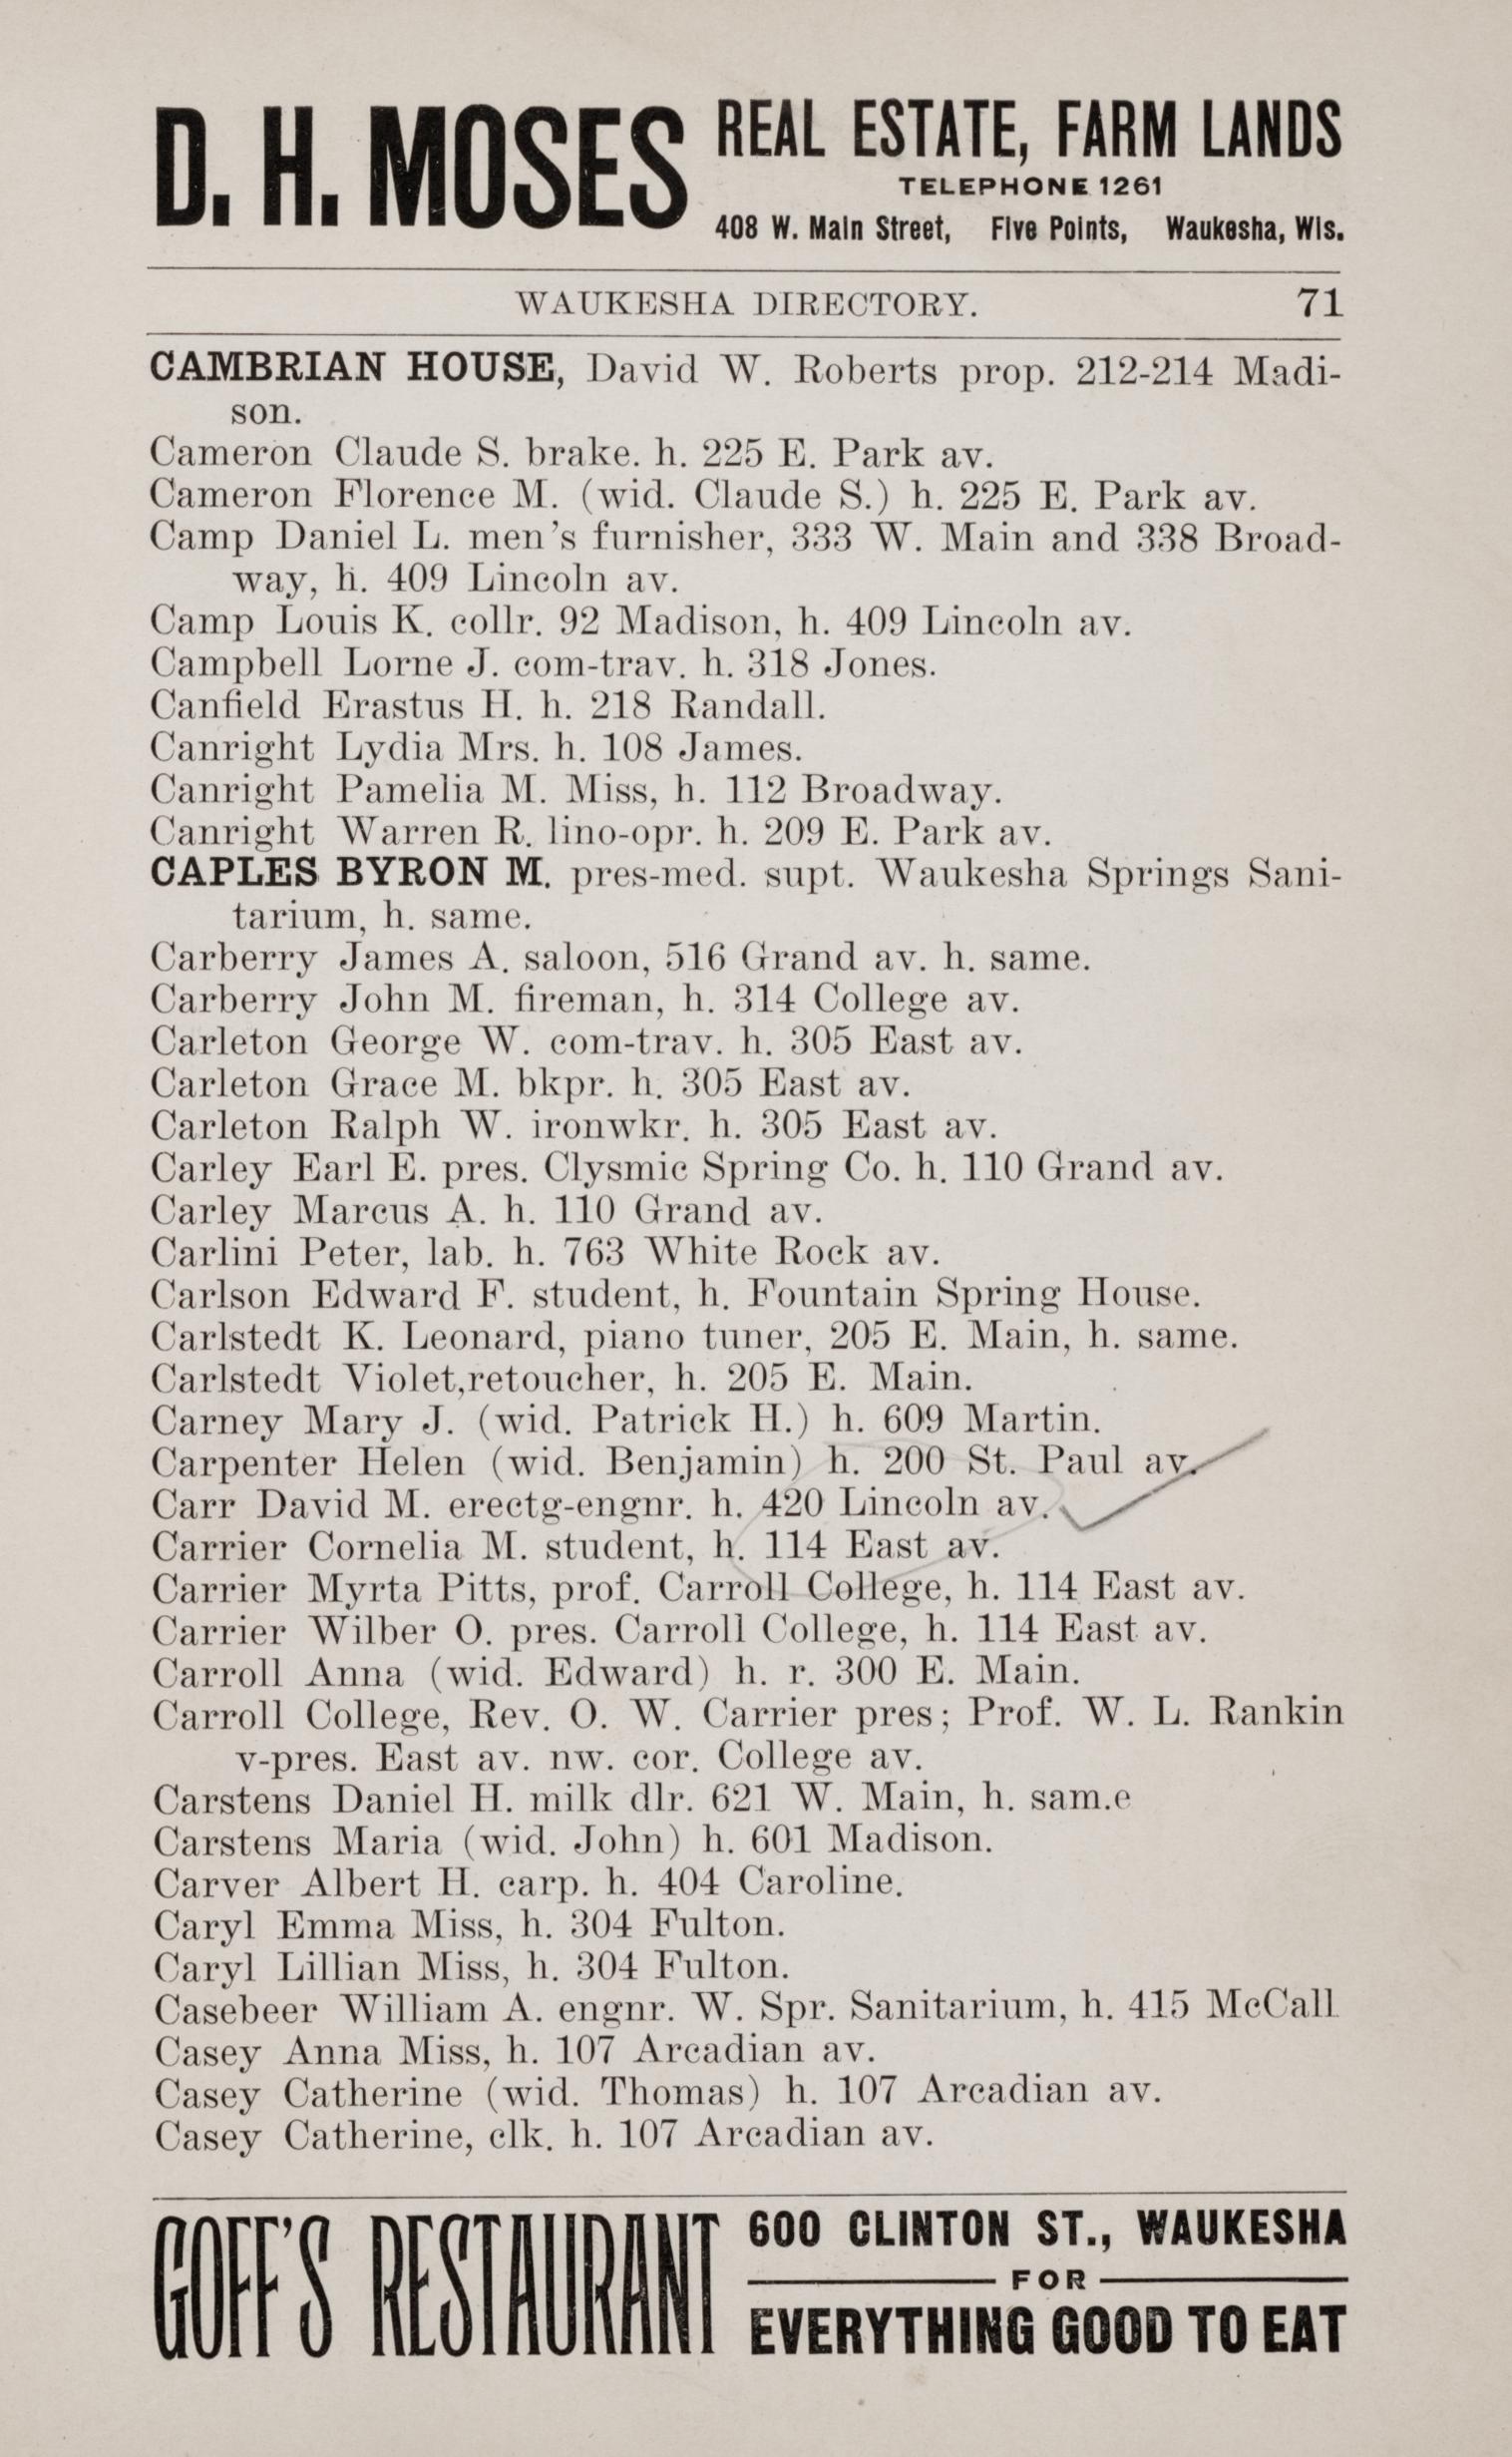 D. H. MOSES
REAL ESTATE, FARM LANDS
TELEPHONE 1261
408 W. Main Street, Five Points, Waukesha, Wis.
WAUKESHA DIRECTORY. 71
CAMBRIAN HOUSE, David W. Roberts prop. 212-214 Madi-
son.
Cameron Claude S. brake. h. 225 E. Park av.
Cameron Florence M. (wid. Claude S.) h. 225 E. Park av.
Camp Daniel L. men's furnisher, 333 W. Main and 338 Broad-
way, h. 409 Lincoln av.
Camp Louis K. collr. 92 Madison, h. 409 Lincoln av.
Campbell Lorne J. com-trav. h. 318 Jones.
Canfield Erastus H. h. 218 Randall.
Canright Lydia Mrs. h. 108 James.
Canright Pamelia M. Miss, h. 112 Broadway.
Canright Warren R. lino-opr. h. 209 E. Park av.
CAPLES BYRON M. pres-med. supt. Waukesha Springs Sani-
tarium, h. same.
Carberry James A. saloon, 516 Grand av. h. same.
Carberry John M. fireman, h. 314 College av.
Carleton George W. com-trav. h. 305 East av.
Carleton Grace M. bkpr. h. 305 East av.
Carleton Ralph W. ironwkr. h. 305 East av.
Carley Earl E. pres. Clysmic Spring Co. h. 110 Grand av.
Carley Marcus A. h. 110 Grand av.
Carlini Peter, lab. h. 763 White Rock av.
Carlson Edward F. student, h. Fountain Spring House.
Carlstedt K. Leonard, piano tuner, 205 E. Main, h. same.
Carlstedt Violet,retoucher, h. 205 E. Main.
Carney Mary J. (wid. Patrick H.) h. 609 Martin.
Carpenter Helen (wid. Benjamin) h. 200 St. Paul av.
Carr David M. erectg-engnr. h. 420 Lincoln av.
Carrier Cornelia M. student, h. 114 East av.
Carrier Myrta Pitts, prof. Carroll College, h. 114 East av.
Carrier Wilber O. pres. Carroll College, h. 114 East av.
Carroll Anna (wid. Edward) h. r. 300 E. Main.
Carroll College, Rev. O. W. Carrier pres; Prof. W. L. Rankin
v-pres. East av. nw. cor. College av.
Carstens Daniel H. milk dlr. 621 W. Main, h. sam.e
Carstens Maria (wid. John) h. 601 Madison.
Carver Albert H. carp. h. 404 Caroline.
Caryl Emma Miss, h. 304 Fulton.
Caryl Lillian Miss, h. 304 Fulton.
Casebeer William A. engnr. W. Spr. Sanitarium, h. 415 McCall
Casey Anna Miss, h. 107 Arcadian av.
Casey Catherine (wid. Thomas) h. 107 Arcadian av.
Casey Catherine, clk. h. 107 Arcadian av.
GOFF'S RESTAURANT
600 CLINTON ST., WAUKESHA
FOR
EVERYTHING GOOD TO EAT